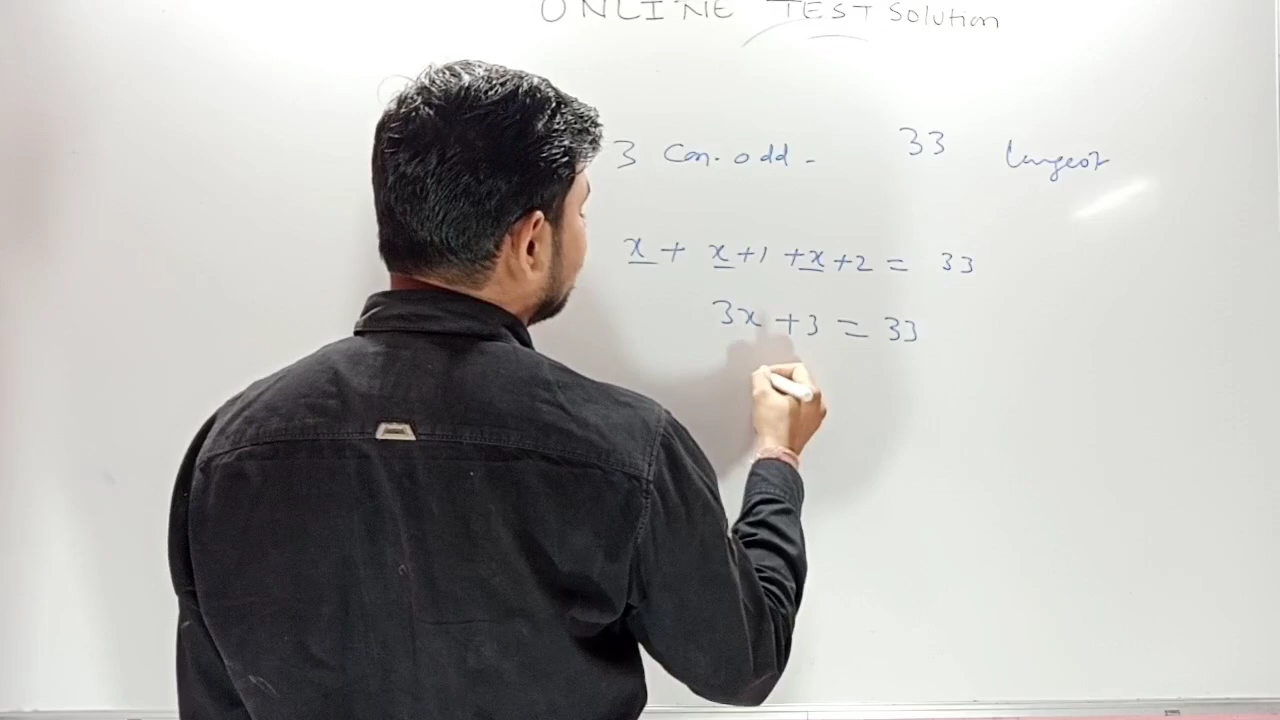 ONLINE TEST Solution
3 Con. odd - 33 largest
x + x+1 +x+2 = 33
3x +3 = 33